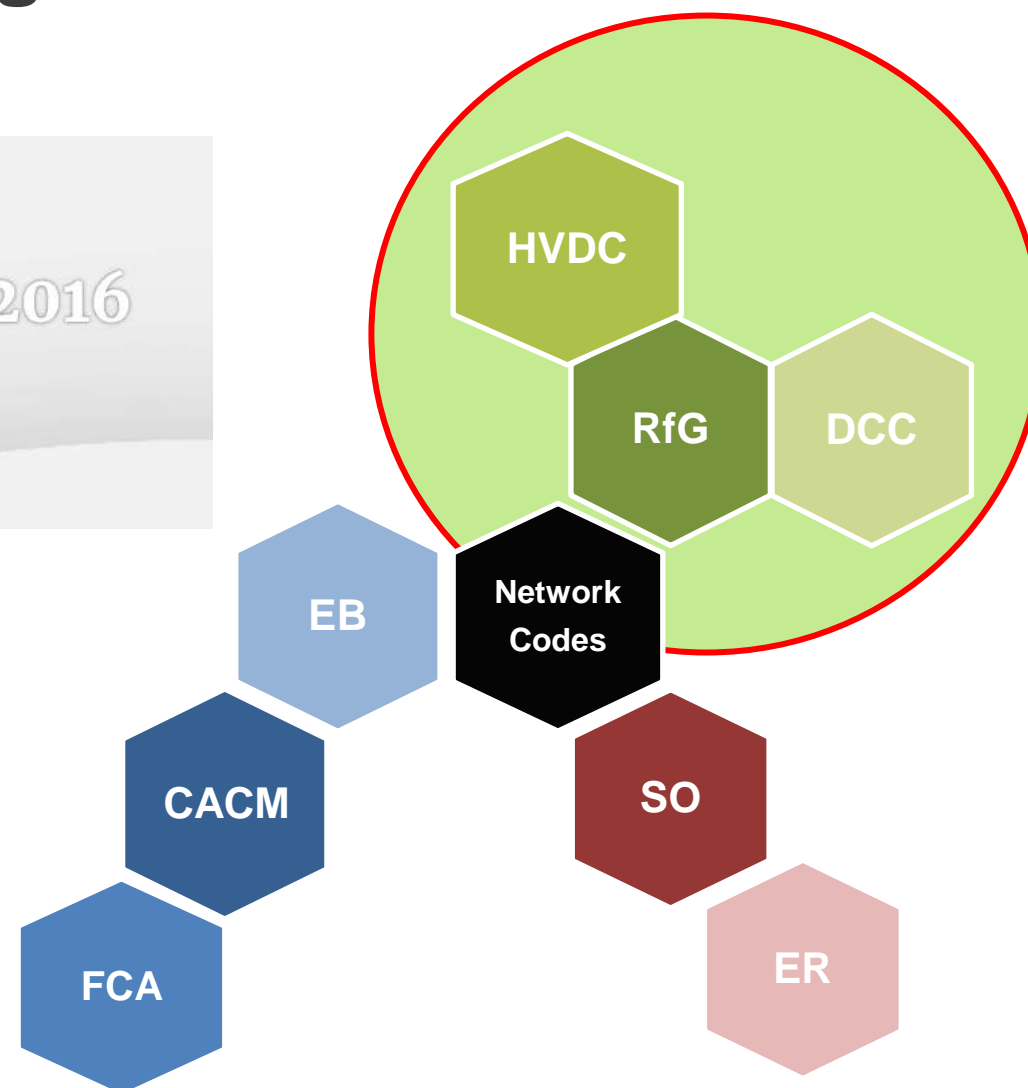 2016
HVDC
RfG
DCC
EB
Network
Codes
CACM
SO
FCA
ER